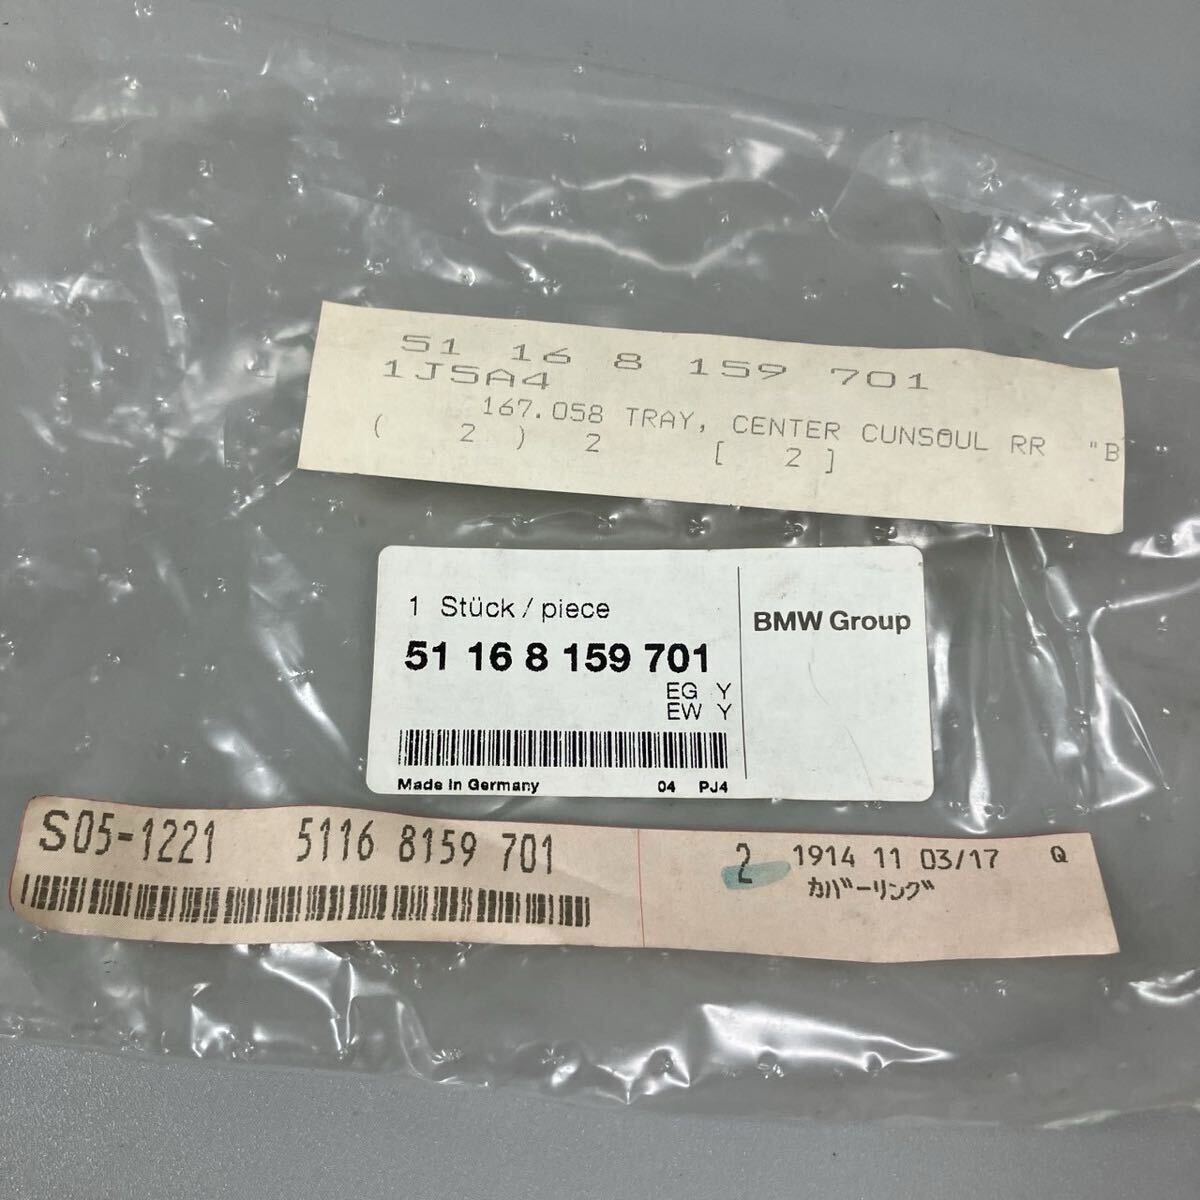 51 16 8 159 701
1J5A4
167.058 TRAY, CENTER CUNSOUL RR "B
( 2 ) 2 [ 2 ]
1 Stück / piece
51 16 8 159 701
EG Y
EW Y
Made in Germany 04 PJ4
BMW Group
S05-1221 5116 8159 701
2 1914 11 03/17 Q
カバーリング